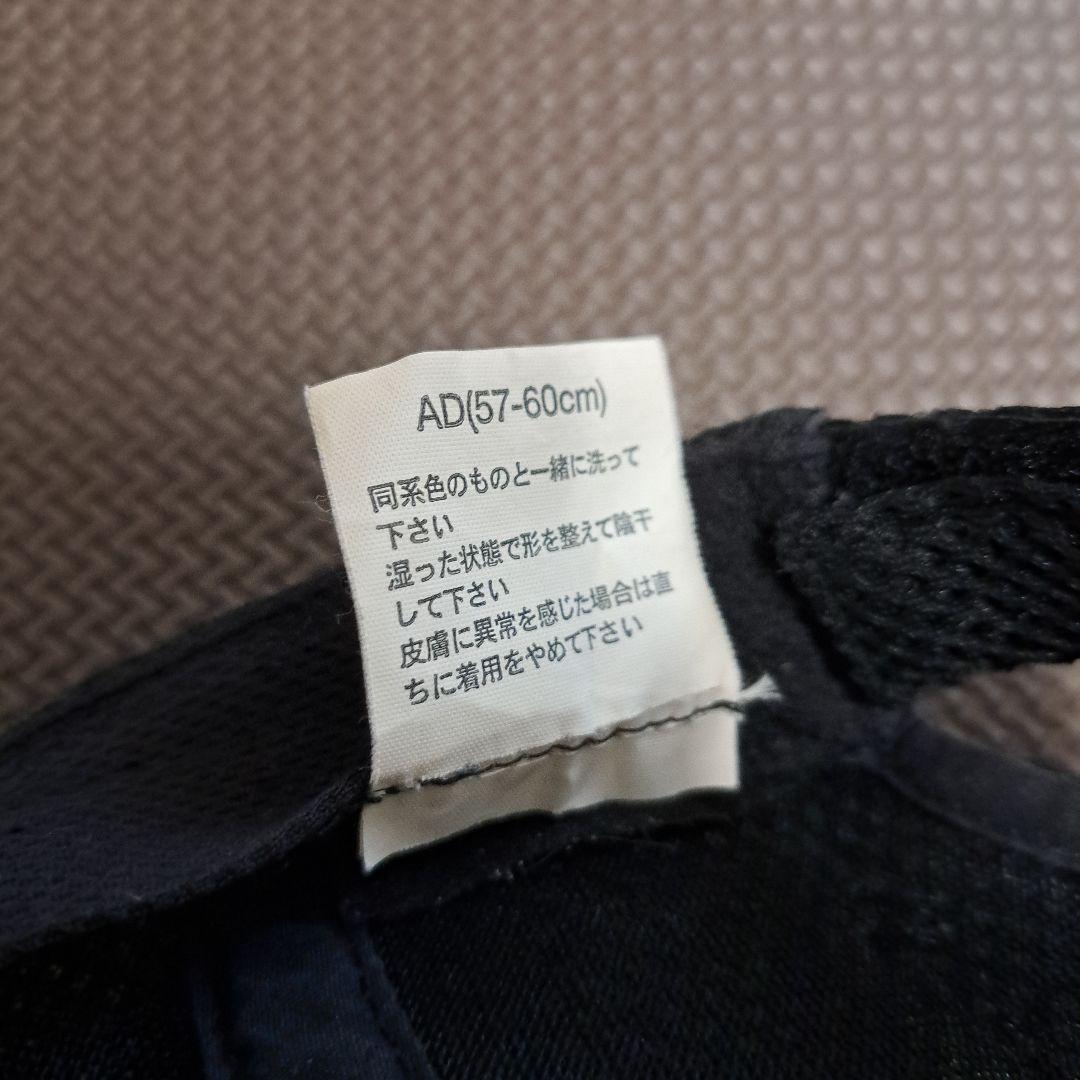 AD(57-60cm)
同系色のものと一緒に洗って
下さい
湿った状態で形を整えて陰干
して下さい
皮膚に異常を感じた場合は直
ちに着用をやめて下さい